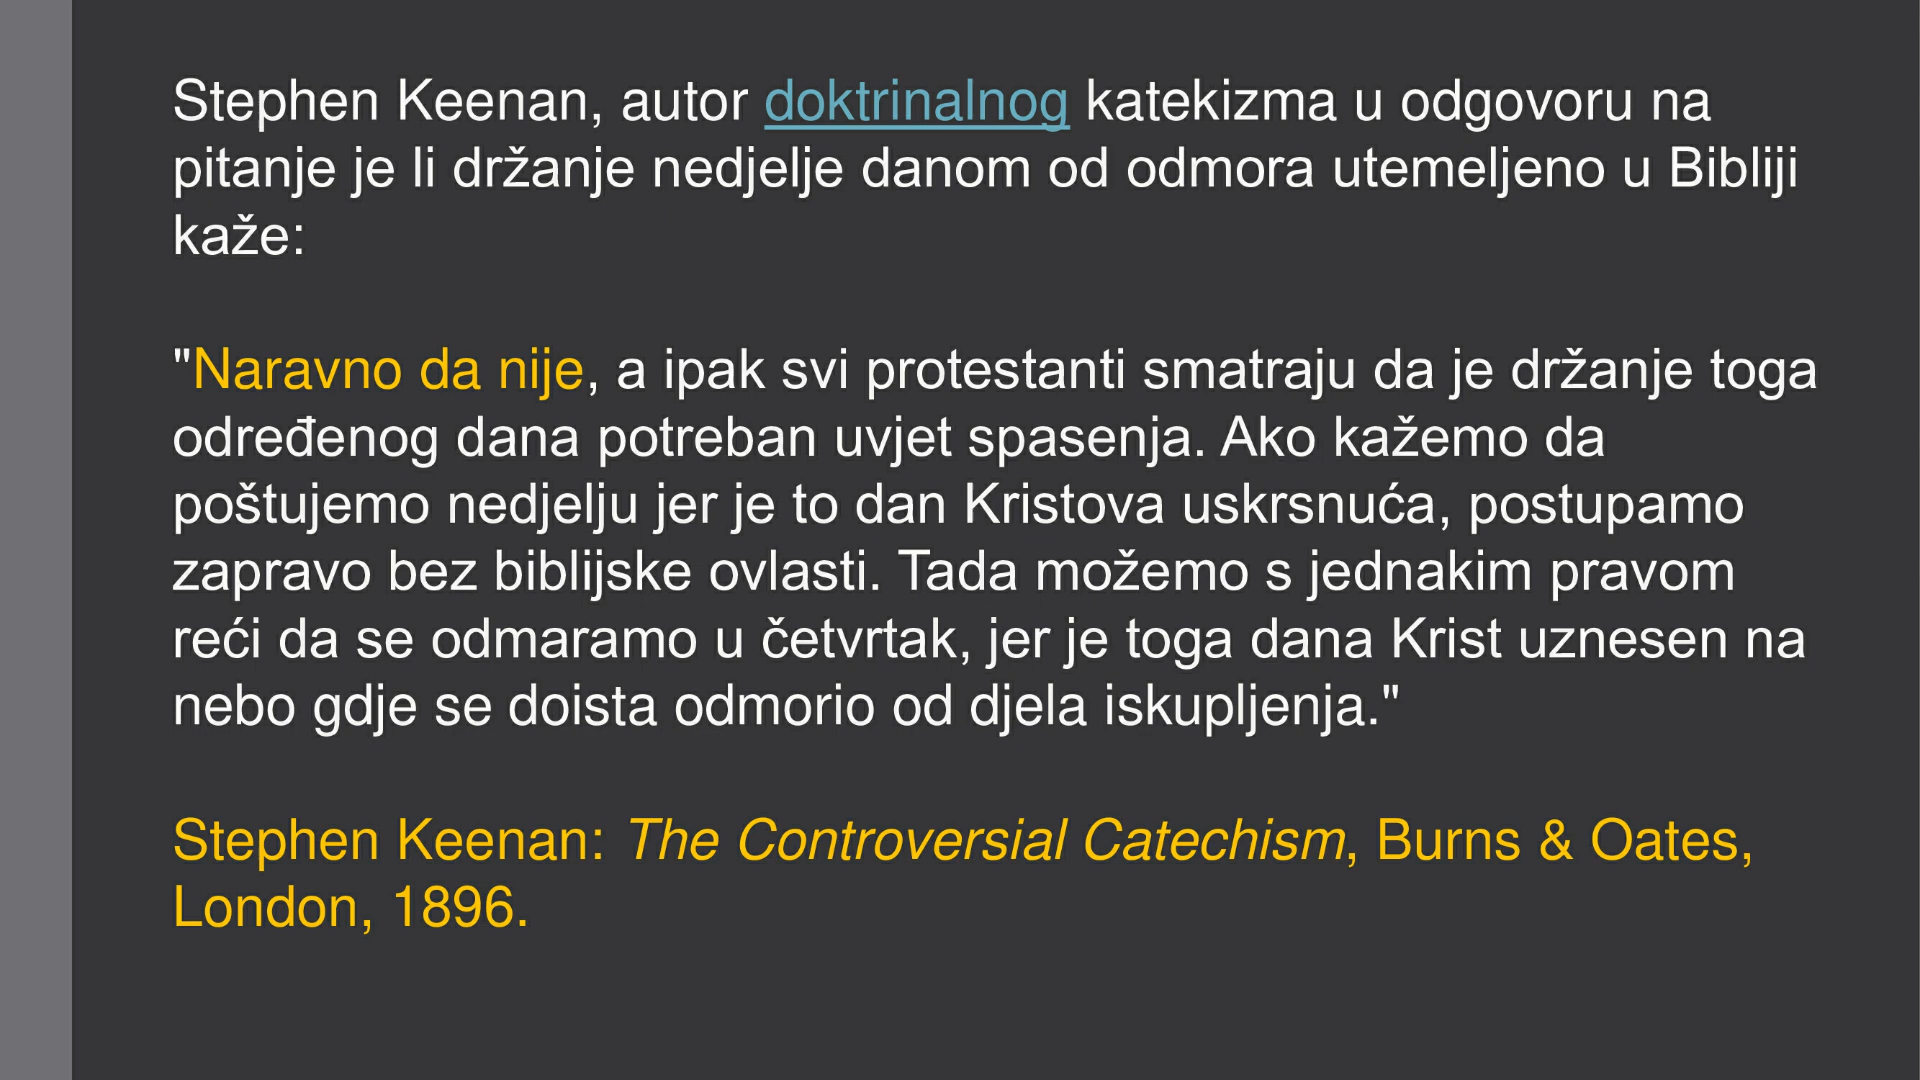 Stephen Keenan, autor doktrinalnog katekizma u odgovoru na
pitanje je li držanje nedjelje danom od odmora utemeljeno u Bibliji
kaže:
"Naravno da nije, a ipak svi protestanti smatraju da je držanje toga
određenog dana potreban uvjet spasenja. Ako kažemo da
poštujemo nedjelju jer je to dan Kristova uskrsnuća, postupamo
zapravo bez biblijske ovlasti. Tada možemo s jednakim pravom
reći da se odmaramo u četvrtak, jer je toga dana Krist uznesen na
nebo gdje se doista odmorio od djela iskupljenja."
Stephen Keenan: The Controversial Catechism, Burns & Oates,
London, 1896.